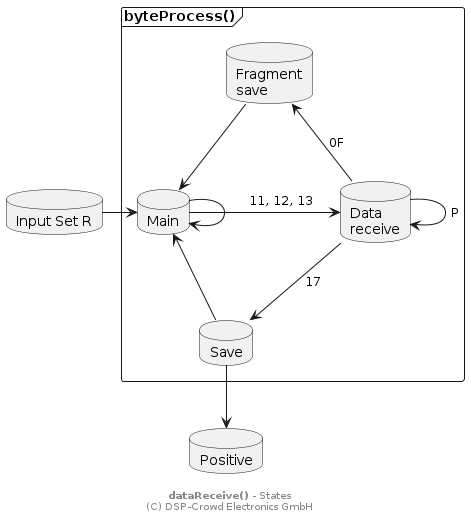 byteProcess()
Fragment
save
0F
11, 12, 13
Input Set R
Main
Data
receive
P
17
Save
Positive
dataReceive() - States
(C) DSP-Crowd Electronics GmbH